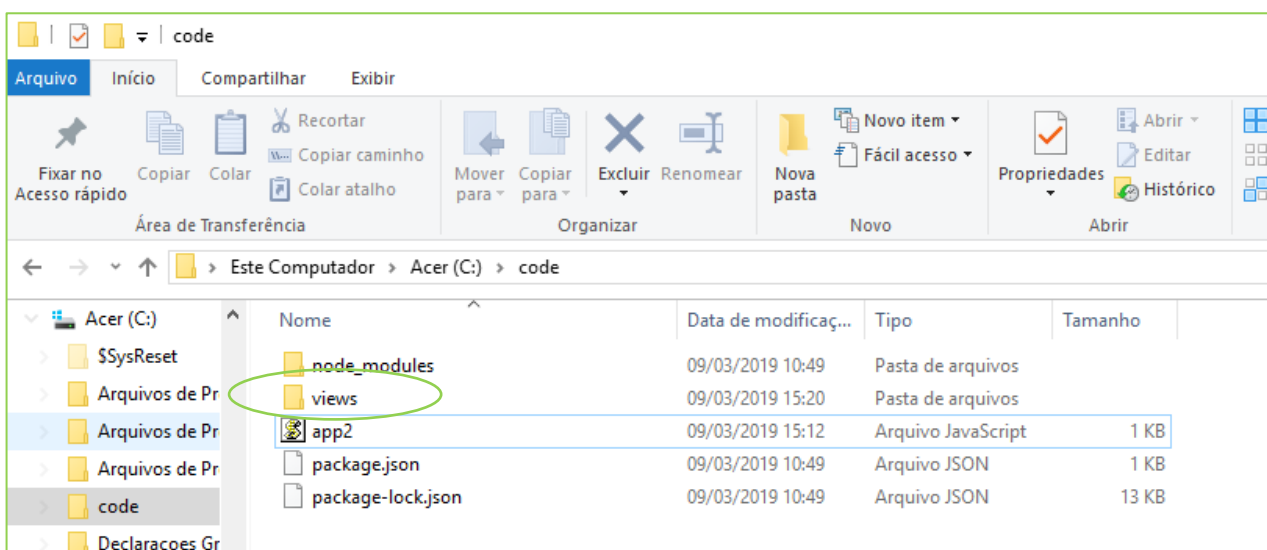 code
Arquivo Início Compartilhar Exibir
Fixar no Acesso rápido
Copiar
Colar
Recortar
Copiar caminho
Colar atalho
Área de Transferência
Mover para
Copiar para
Excluir
Renomear
Organizar
Nova pasta
Novo item
Fácil acesso
Novo
Propriedades
Abrir
Editar
Histórico
Abrir
Este Computador > Acer (C:) > code
Acer (C:)
$SysReset
Arquivos de Pr
Arquivos de Pr
Arquivos de Pr
code
Declaracoes Gr
Nome Data de modificaç... Tipo Tamanho
node_modules 09/03/2019 10:49 Pasta de arquivos
views 09/03/2019 15:20 Pasta de arquivos
app2 09/03/2019 15:12 Arquivo JavaScript 1 KB
package.json 09/03/2019 10:49 Arquivo JSON 1 KB
package-lock.json 09/03/2019 10:49 Arquivo JSON 13 KB